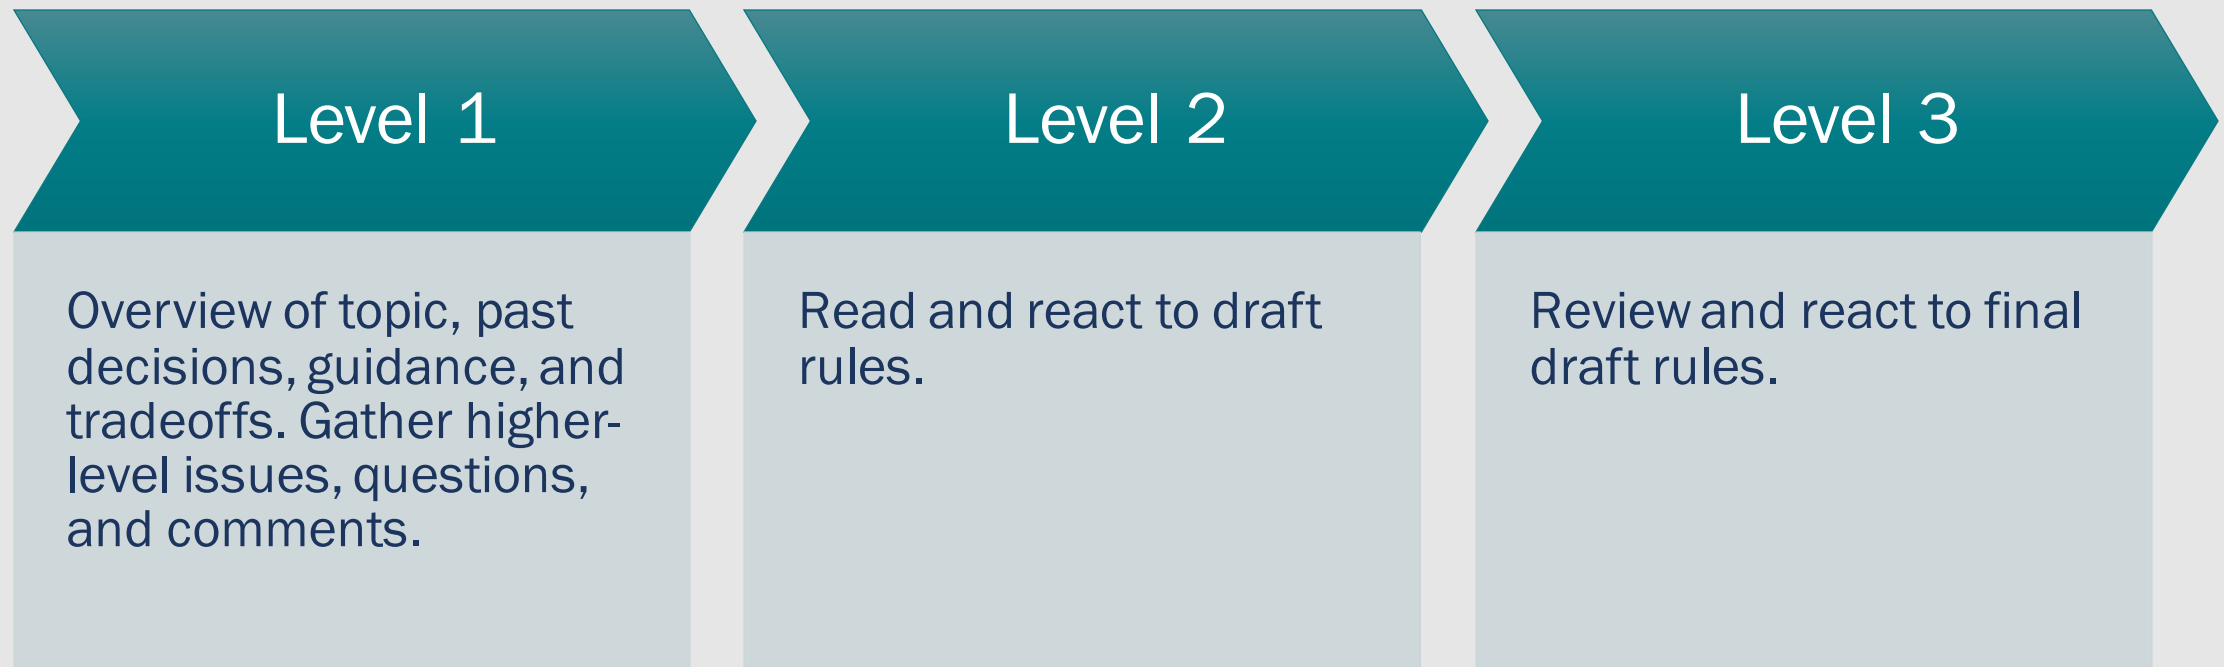 Level 1
Overview of topic, past
decisions, guidance, and
tradeoffs. Gather higher-
level issues, questions,
and comments.
Level 2
Read and react to draft
rules.
Level 3
Review and react to final
draft rules.